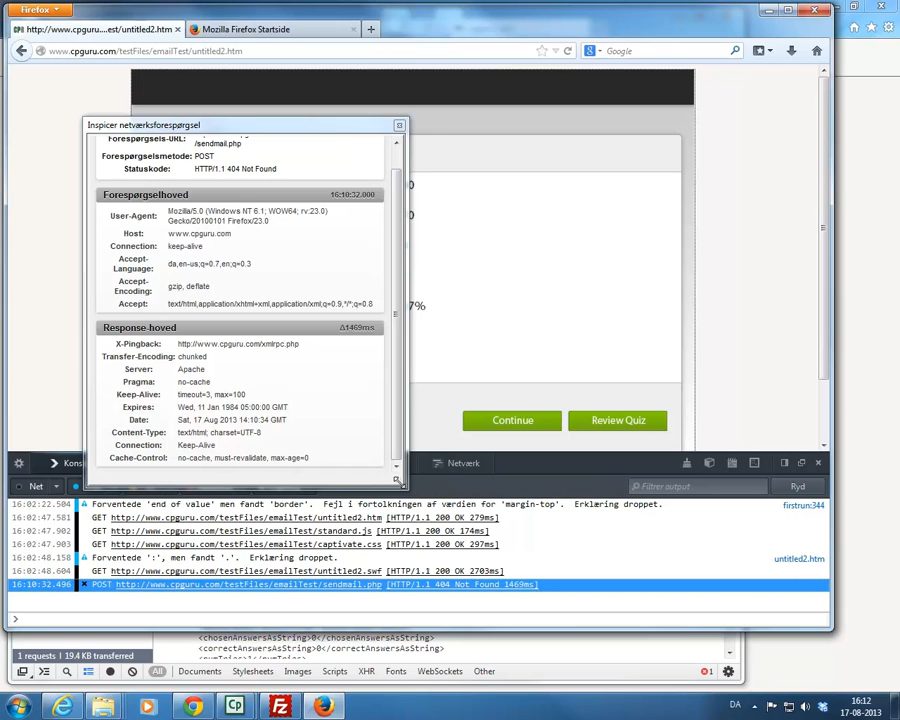 Firefox
http://www.cpguru.com...est/untitled2.htm
Mozilla Firefox Startside
www.cpguru.com/testFiles/emailTest/untitled2.htm
Google
Inspicer netværksforespørgsel
Forespørgsels-URL:
/sendmail.php
Forespørgselsmetode: POST
Statuskode: HTTP/1.1 404 Not Found
Forespørgselhoved 16:10:32.000
User-Agent: Mozilla/5.0 (Windows NT 6.1; WOW64; rv:23.0)
Gecko/20100101 Firefox/23.0
Host: www.cpguru.com
Connection: keep-alive
Accept-Language: da,en-us;q=0.7,en;q=0.3
Accept-Encoding: gzip, deflate
Accept: text/html,application/xhtml+xml,application/xml;q=0.9,*/*;q=0.8
Response-hoved Δ1469ms
X-Pingback: http://www.cpguru.com/xmlrpc.php
Transfer-Encoding: chunked
Server: Apache
Pragma: no-cache
Keep-Alive: timeout=3, max=100
Expires: Wed, 11 Jan 1984 05:00:00 GMT
Date: Sat, 17 Aug 2013 14:10:34 GMT
Content-Type: text/html; charset=UTF-8
Connection: Keep-Alive
Cache-Control: no-cache, must-revalidate, max-age=0
0
0
7%
Continue Review Quiz
Kons Netværk
Net Filtrer output Ryd
16:02:22.504 Forventede 'end of value' men fandt 'border'. Fejl i fortolkningen af værdien for 'margin-top'. Erklæring droppet. firstrun:344
16:02:47.581 GET http://www.cpguru.com/testFiles/emailTest/untitled2.htm [HTTP/1.1 200 OK 279ms]
16:02:47.902 GET http://www.cpguru.com/testFiles/emailTest/standard.js [HTTP/1.1 200 OK 174ms]
16:02:47.903 GET http://www.cpguru.com/testFiles/emailTest/captivate.css [HTTP/1.1 200 OK 297ms]
16:02:48.158 Forventede ':', men fandt '.'. Erklæring droppet. untitled2.htm
16:02:48.604 GET http://www.cpguru.com/testFiles/emailTest/untitled2.swf [HTTP/1.1 200 OK 2703ms]
16:10:32.496 POST http://www.cpguru.com/testFiles/emailTest/sendmail.php [HTTP/1.1 404 Not Found 1469ms]
<chosenAnswersAsString>0</chosenAnswersAsString>
<correctAnswersAsString>0</correctAnswersAsString>
1 requests | 19.4 KB transferred
All Documents Stylesheets Images Scripts XHR Fonts WebSockets Other 1
Cp Fz
DA 16:12
17-08-2013